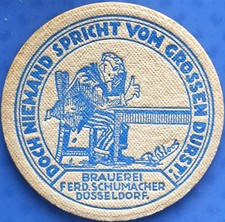 DOCH NIEMAND SPRICHT VOM GROSSEN DURST!!
BRAUEREI
FERD. SCHUMACHER
DÜSSELDORF.